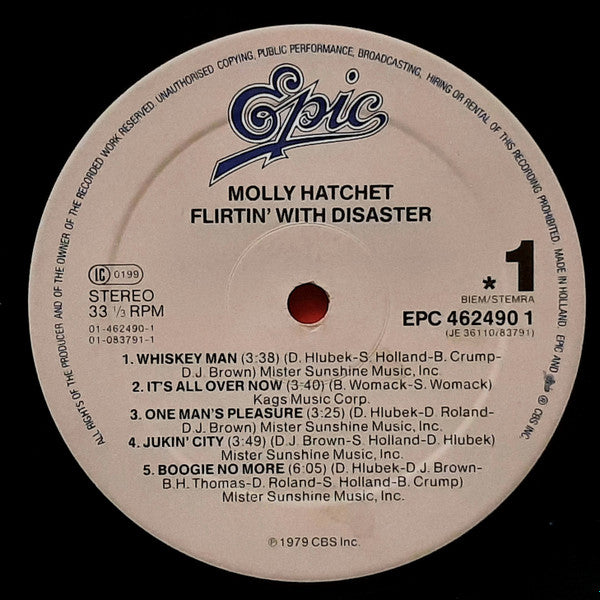 ALL RIGHTS OF THE PRODUCER AND OF THE OWNER OF THE RECORDED WORK RESERVED. UNAUTHORISED COPYING, PUBLIC PERFORMANCE, BROADCASTING, HIRING OR RENTAL OF THIS RECORDING PROHIBITED. MADE IN HOLLAND. EPIC AND Epic ® CBS INC.
Epic
MOLLY HATCHET
FLIRTIN' WITH DISASTER
IC 0199
STEREO
33 ⅓ RPM
01-462490-1
01-083791-1
* 1
BIEM/STEMRA
EPC 462490 1
(JE 36110/83791)
1. WHISKEY MAN (3:38) (D. Hlubek-S. Holland-B. Crump-
D.J. Brown) Mister Sunshine Music, Inc.
2. IT'S ALL OVER NOW (3:40) (B. Womack-S. Womack)
Kags Music Corp.
3. ONE MAN'S PLEASURE (3:25) (D. Hlubek-D. Roland-
D.J. Brown) Mister Sunshine Music, Inc.
4. JUKIN' CITY (3:49) (D.J. Brown-S. Holland-D. Hlubek)
Mister Sunshine Music, Inc.
5. BOOGIE NO MORE (6:05) (D. Hlubek-D.J. Brown-
B.H. Thomas-D. Roland-S. Holland-B. Crump)
Mister Sunshine Music, Inc.
℗ 1979 CBS Inc.